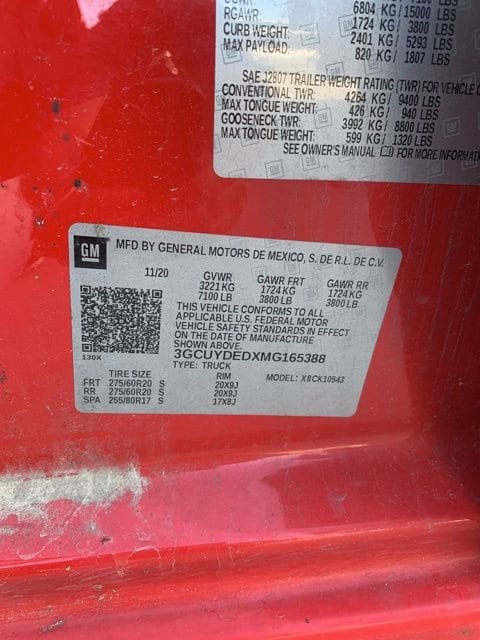 6804 KG/15000 LBS
RGAWR: 1724 KG / 3800 LBS
CURB WEIGHT: 2401 KG / 5293 LBS
MAX PAYLOAD: 820 KG / 1807 LBS
SAE J2807 TRAILER WEIGHT RATING (TWR) FOR VEHICLE
CONVENTIONAL TWR: 4264 KG / 9400 LBS
MAX TONGUE WEIGHT: 426 KG / 940 LBS
GOOSENECK TWR: 3992 KG / 8800 LBS
MAX TONGUE WEIGHT: 599 KG / 1320 LBS
SEE OWNER'S MANUAL FOR MORE INFORMATI
GM MFD BY GENERAL MOTORS DE MEXICO, S. DE R.L. DE C.V.
11/20 GVWR GAWR FRT GAWR RR
3221 KG 1724 KG 1724 KG
7100 LB 3800 LB 3800 LB
THIS VEHICLE CONFORMS TO ALL
APPLICABLE U.S. FEDERAL MOTOR
VEHICLE SAFETY STANDARDS IN EFFECT
ON THE DATE OF MANUFACTURE
SHOWN ABOVE.
130X 3GCUYDEDXMG165388
TYPE: TRUCK
TIRE SIZE RIM MODEL: X8CK10543
FRT 275/60R20 S 20X9J
RR 275/60R20 S 20X9J
SPA 255/80R17 S 17X8J